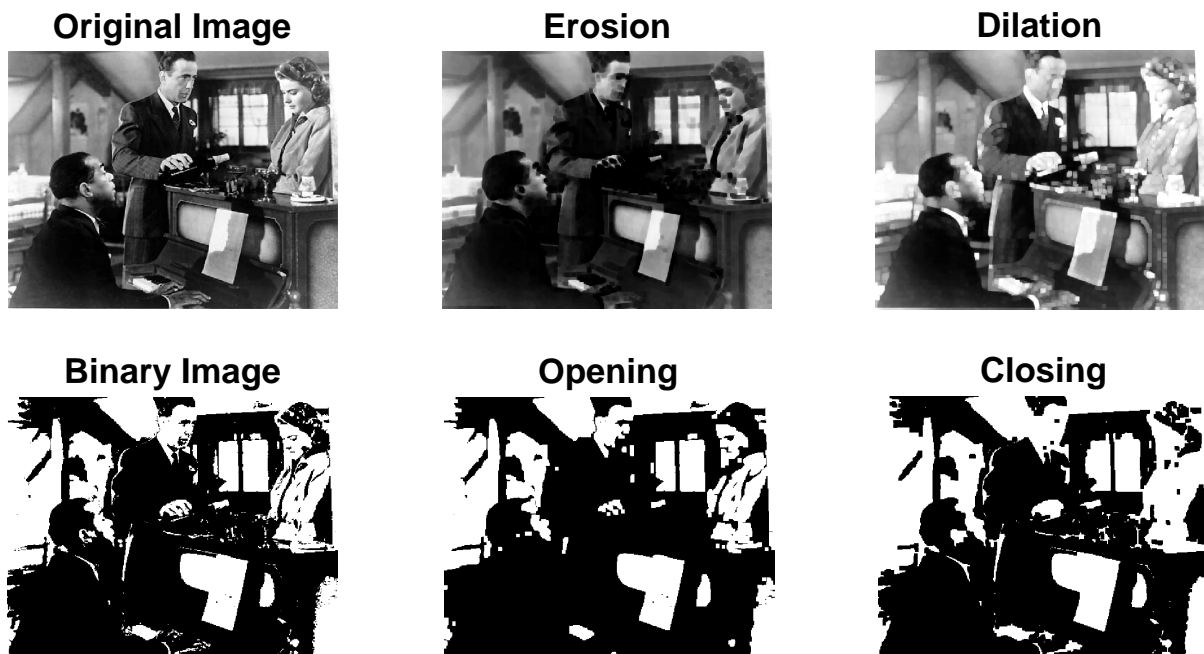 Original Image
Erosion
Dilation
Binary Image
Opening
Closing